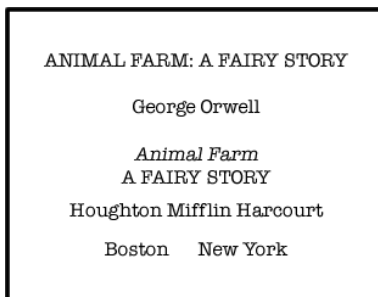 ANIMAL FARM: A FAIRY STORY
George Orwell
Animal Farm
A FAIRY STORY
Houghton Mifflin Harcourt
Boston New York